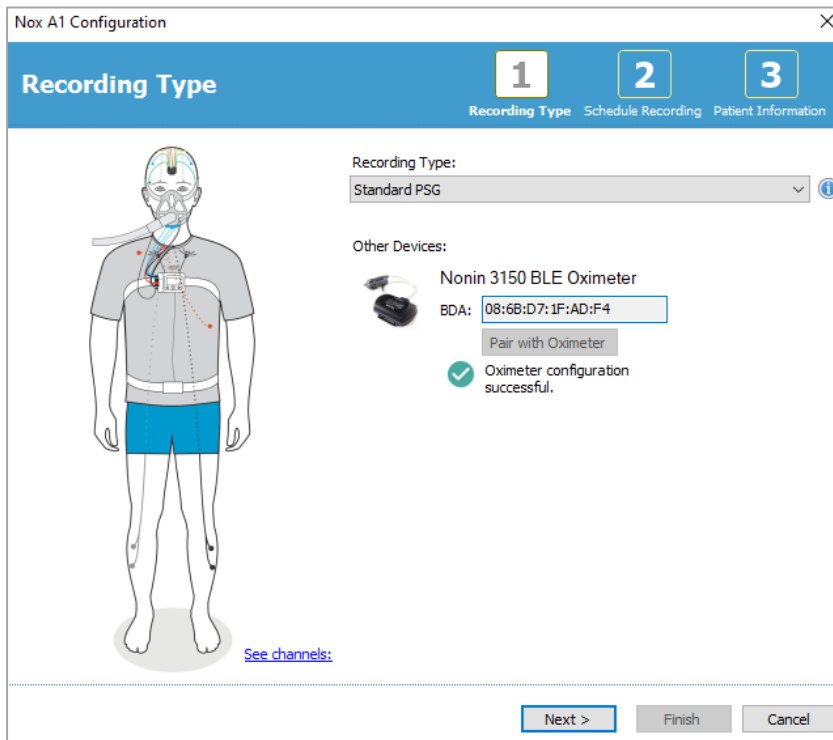 Nox A1 Configuration
Recording Type
1
Recording Type
2
Schedule Recording
3
Patient Information
Recording Type:
Standard PSG
Other Devices:
Nonin 3150 BLE Oximeter
BDA: 08:6B:D7:1F:AD:F4
Pair with Oximeter
Oximeter configuration
successful.
See channels:
Next >
Finish
Cancel